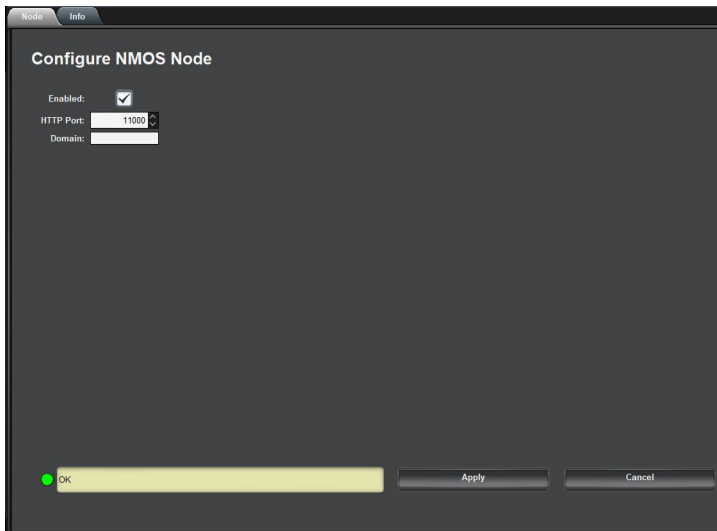 Node Info
Configure NMOS Node
Enabled:
HTTP Port: 11000
Domain:
OK Apply Cancel